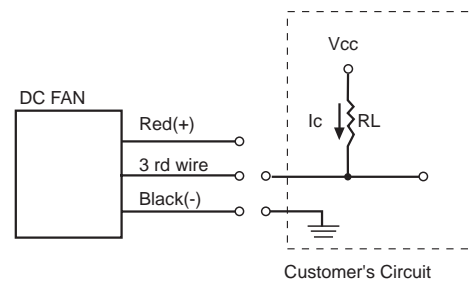 Vcc
DC FAN
Red(+)
Ic
RL
3 rd wire
Black(-)
Customer's Circuit